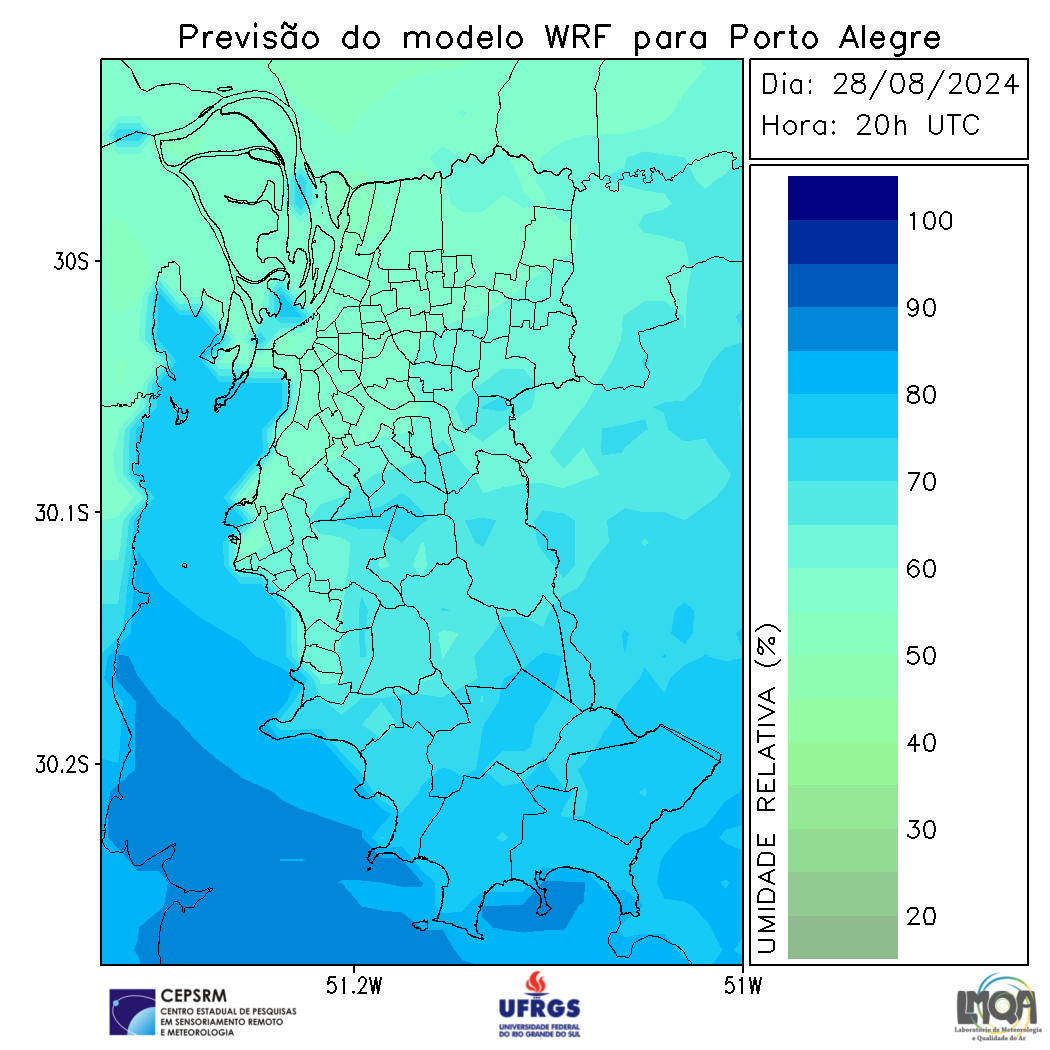 Previsão do modelo WRF para Porto Alegre
Dia: 28/08/2024
Hora: 20h UTC
100
90
80
70
60
50
40
30
20
UMIDADE RELATIVA (%)
30S
30.1S
30.2S
51.2W
51W
CEPSRM
CENTRO ESTADUAL DE PESQUISAS
EM SENSORIAMENTO REMOTO
E METEOROLOGIA
UFRGS
UNIVERSIDADE FEDERAL
DO RIO GRANDE DO SUL
LMQA
Laboratório de Meteorologia
e Qualidade do Ar